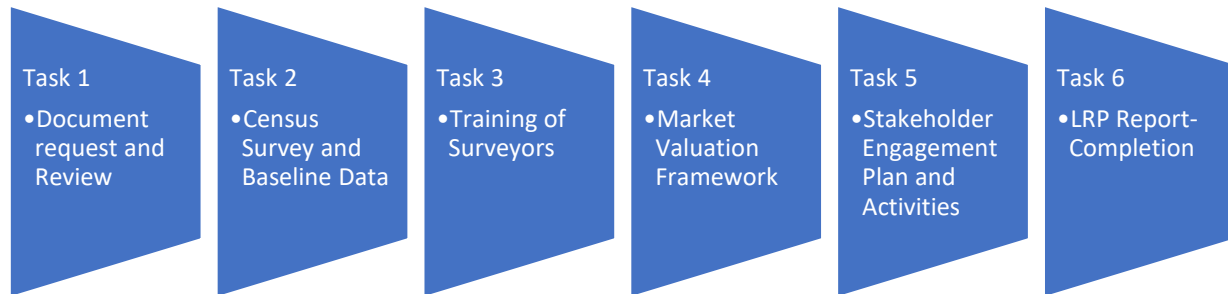 Task 1
•Document
request and
Review
Task 2
•Census
Survey and
Baseline Data
Task 3
•Training of
Surveyors
Task 4
•Market
Valuation
Framework
Task 5
•Stakeholder
Engagement
Plan and
Activities
Task 6
•LRP Report-
Completion